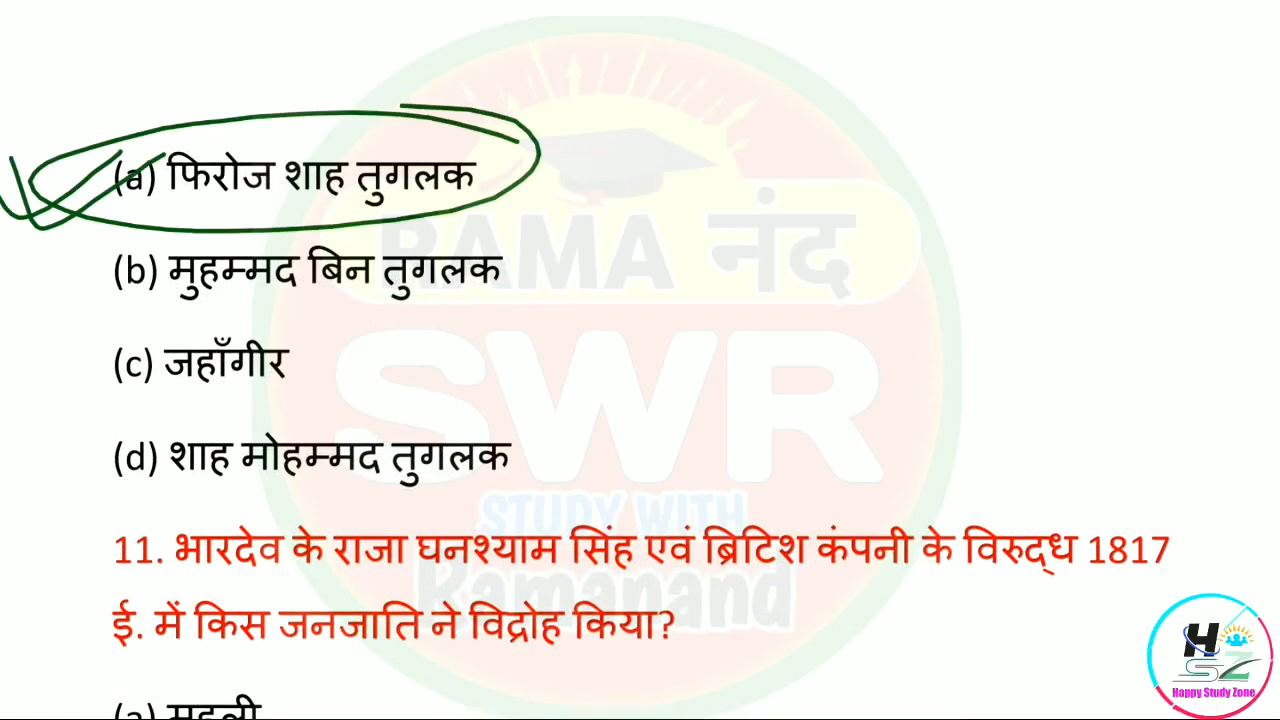 (a) फिरोज शाह तुगलक
(b) मुहम्मद बिन तुगलक
RAMA नंद
(c) जहाँगीर
SWR
(d) शाह मोहम्मद तुगलक
STUDY WITH
11. भारदेव के राजा घनश्याम सिंह एवं ब्रिटिश कंपनी के विरुद्ध 1817
Ramanand
ई. में किस जनजाति ने विद्रोह किया?
H
SZ
Happy Study Zone
(a)